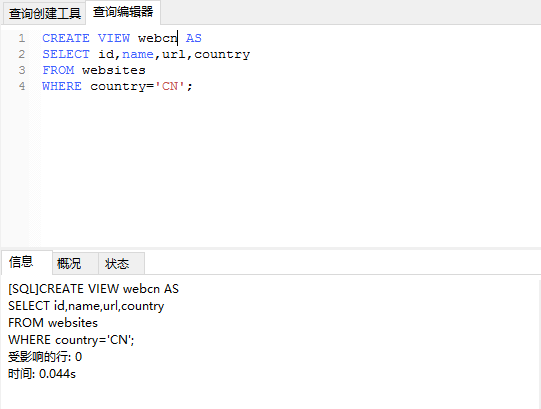 查询创建工具 查询编辑器
1 CREATE VIEW webcn AS
2 SELECT id,name,url,country
3 FROM websites
4 WHERE country='CN';
信息 概况 状态
[SQL]CREATE VIEW webcn AS
SELECT id,name,url,country
FROM websites
WHERE country='CN';
受影响的行: 0
时间: 0.044s